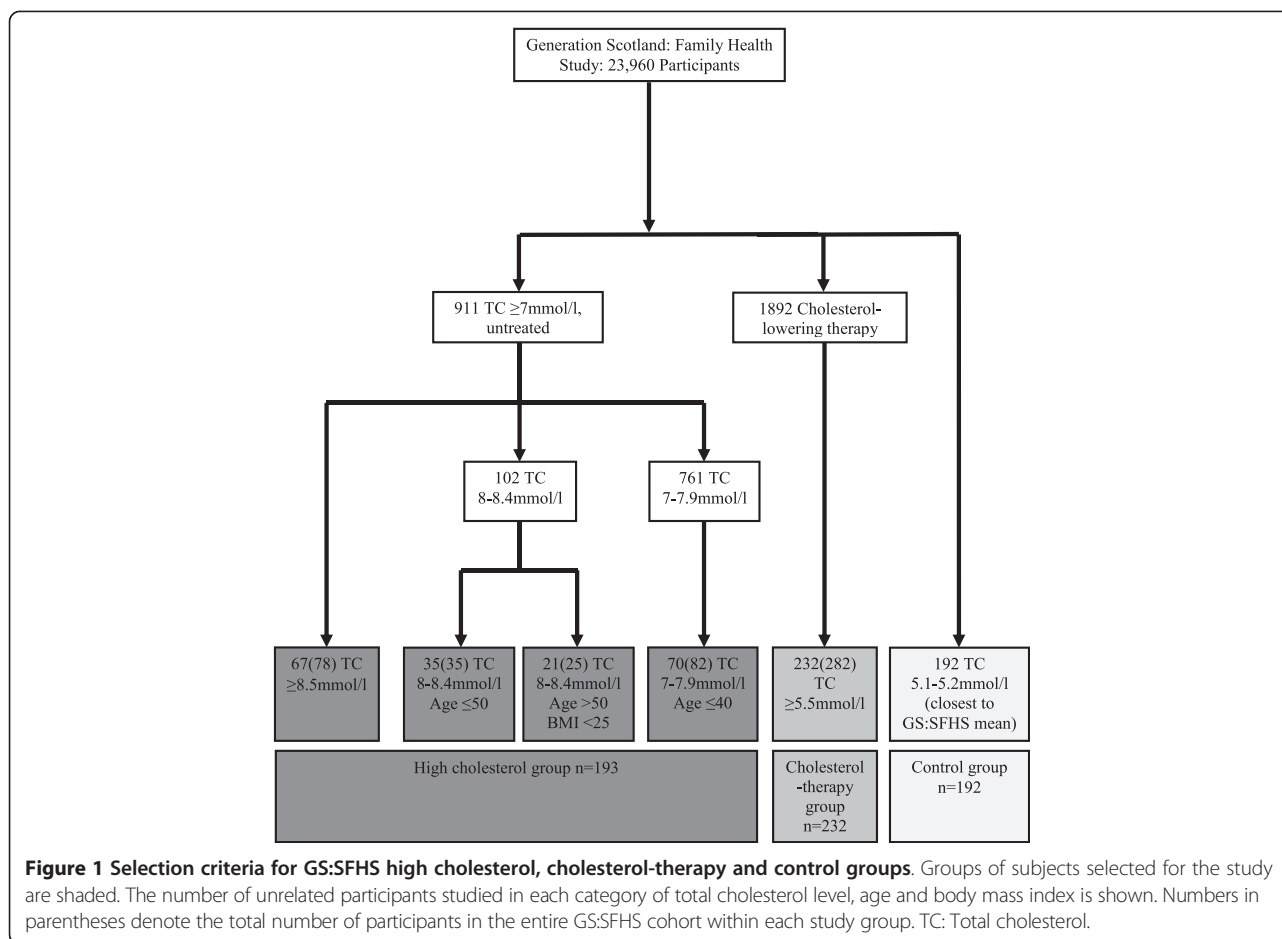 Generation Scotland: Family Health
Study: 23,960 Participants
911 TC ≥7mmol/l,
untreated
1892 Cholesterol-
lowering therapy
102 TC
8-8.4mmol/l
761 TC
7-7.9mmol/l
67(78) TC
≥8.5mmol/l
35(35) TC
8-8.4mmol/l
Age ≤50
21(25) TC
8-8.4mmol/l
Age >50
BMI <25
70(82) TC
7-7.9mmol/l
Age ≤40
232(282)
TC
≥5.5mmol/l
192 TC
5.1-5.2mmol/l
(closest to
GS:SFHS mean)
High cholesterol group n=193
Cholesterol
-therapy
group
n=232
Control group
n=192
Figure 1 Selection criteria for GS:SFHS high cholesterol, cholesterol-therapy and control groups. Groups of subjects selected for the study
are shaded. The number of unrelated participants studied in each category of total cholesterol level, age and body mass index is shown. Numbers in
parentheses denote the total number of participants in the entire GS:SFHS cohort within each study group. TC: Total cholesterol.